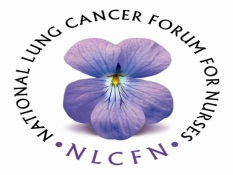 NATIONAL LUNG CANCER FORUM FOR NURSES
• NLCFN •